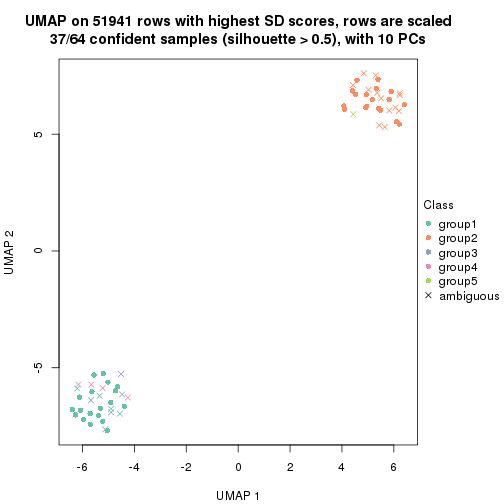 UMAP on 51941 rows with highest SD scores, rows are scaled
37/64 confident samples (silhouette > 0.5), with 10 PCs
5
0
-5
UMAP 2
-6
-4
-2
0
2
4
6
UMAP 1
Class
group1
group2
group3
group4
group5
ambiguous